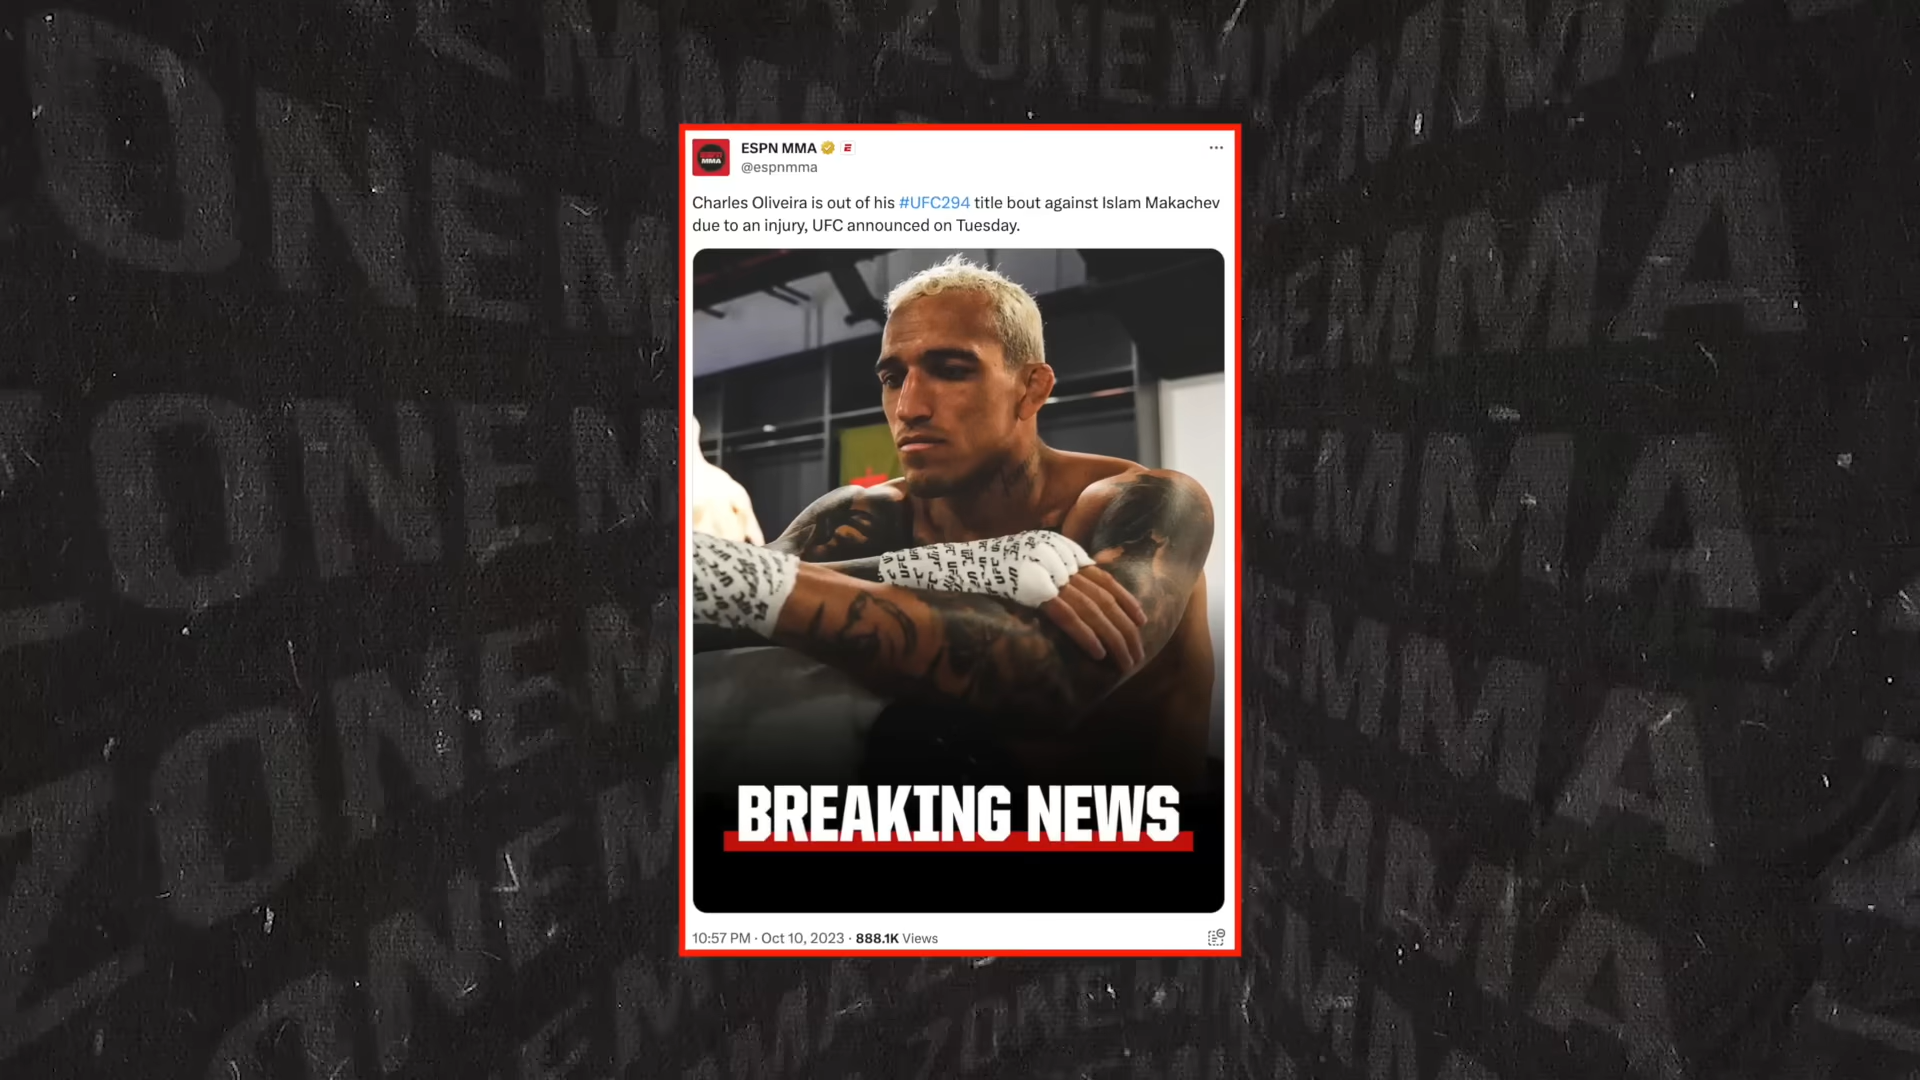 ESPN MMA
@espnmma
Charles Oliveira is out of his #UFC294 title bout against Islam Makachev
due to an injury, UFC announced on Tuesday.
BREAKING NEWS
10:57 PM · Oct 10, 2023 · 888.1K Views